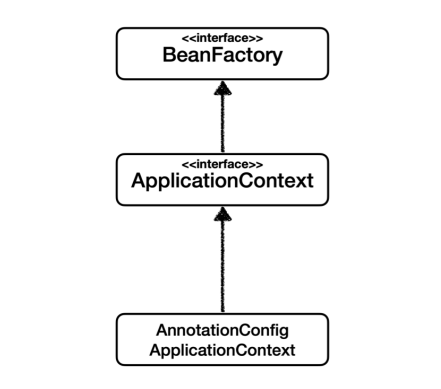 <<interface>>
BeanFactory
<<interface>>
ApplicationContext
AnnotationConfig
ApplicationContext